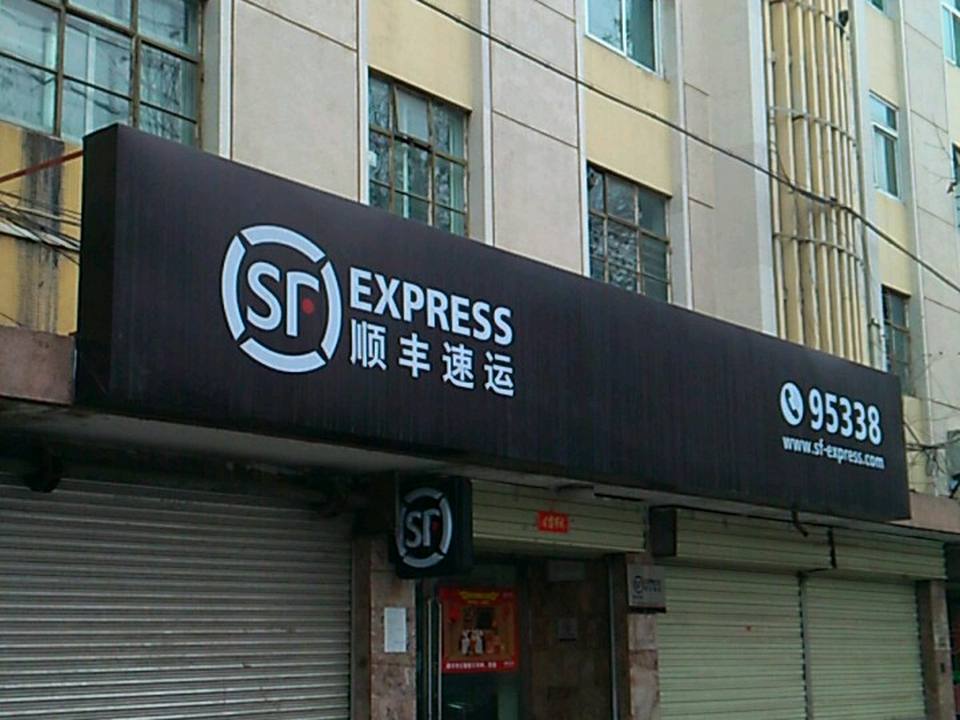 SF
EXPRESS
顺丰速运
95338
www.sf-express.com
SF